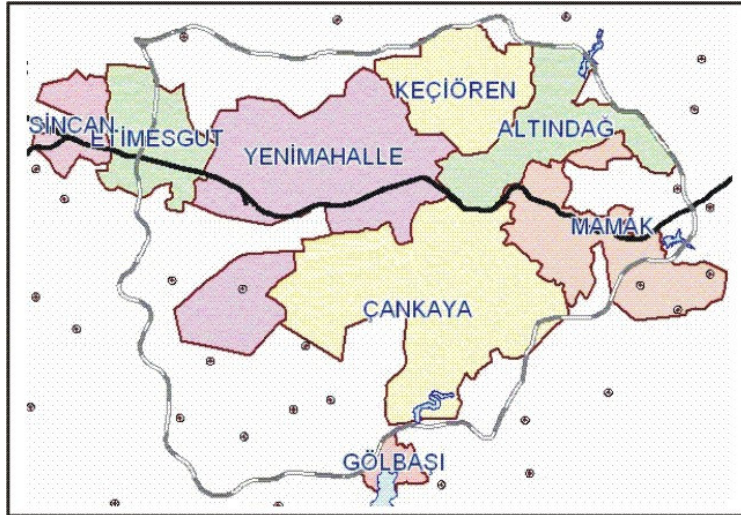 KEÇİÖREN
SİNCAN
ETİMESGUT
ALTINDAĞ
YENİMAHALLE
MAMAK
ÇANKAYA
GÖLBAŞI